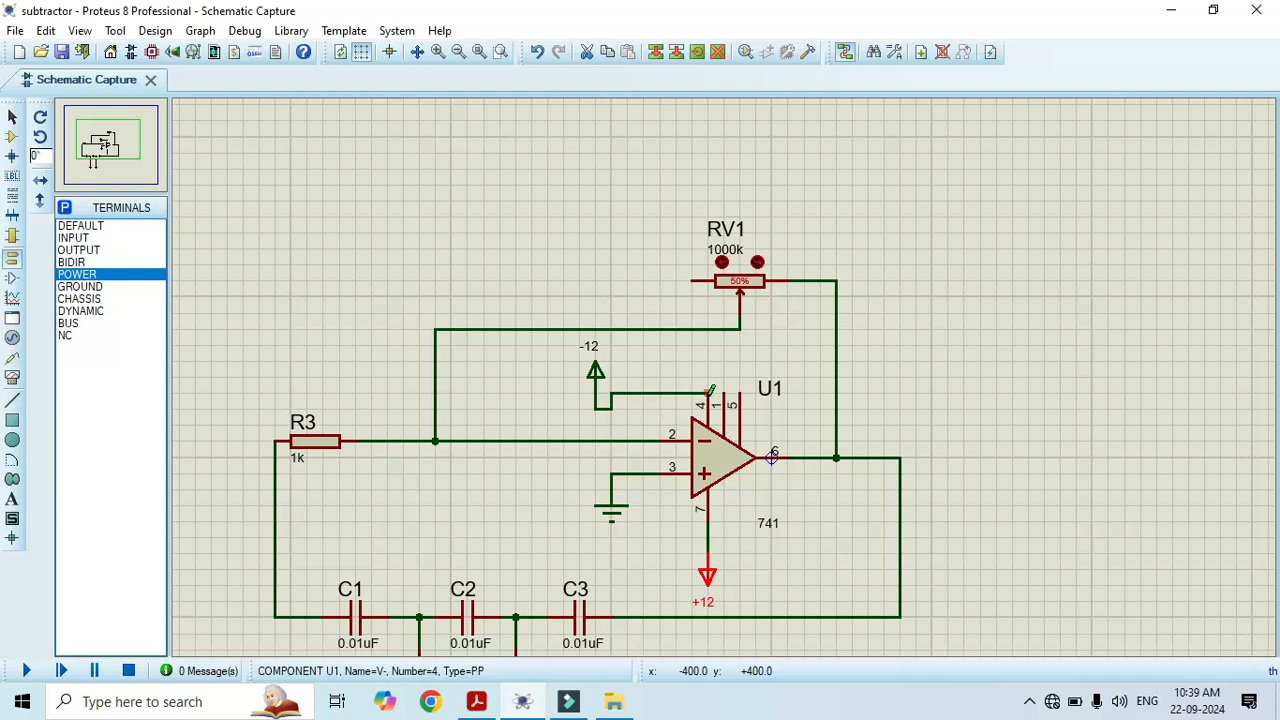 subtractor - Proteus 8 Professional - Schematic Capture
File Edit View Tool Design Graph Debug Library Template System Help
Schematic Capture
0°
P TERMINALS
LBL
DEFAULT
INPUT
OUTPUT
BIDIR
POWER
GROUND
CHASSIS
DYNAMIC
BUS
NC
A
S
RV1
1000k
50%
-12
U1
4
1
5
R3
1k
2
3
6
7
741
+12
C1
0.01uF
C2
0.01uF
C3
0.01uF
0 Message(s)
COMPONENT U1, Name=V-, Number=4, Type=PP
x: -400.0 y: +400.0
th
Type here to search
ENG
10:39 AM
22-09-2024